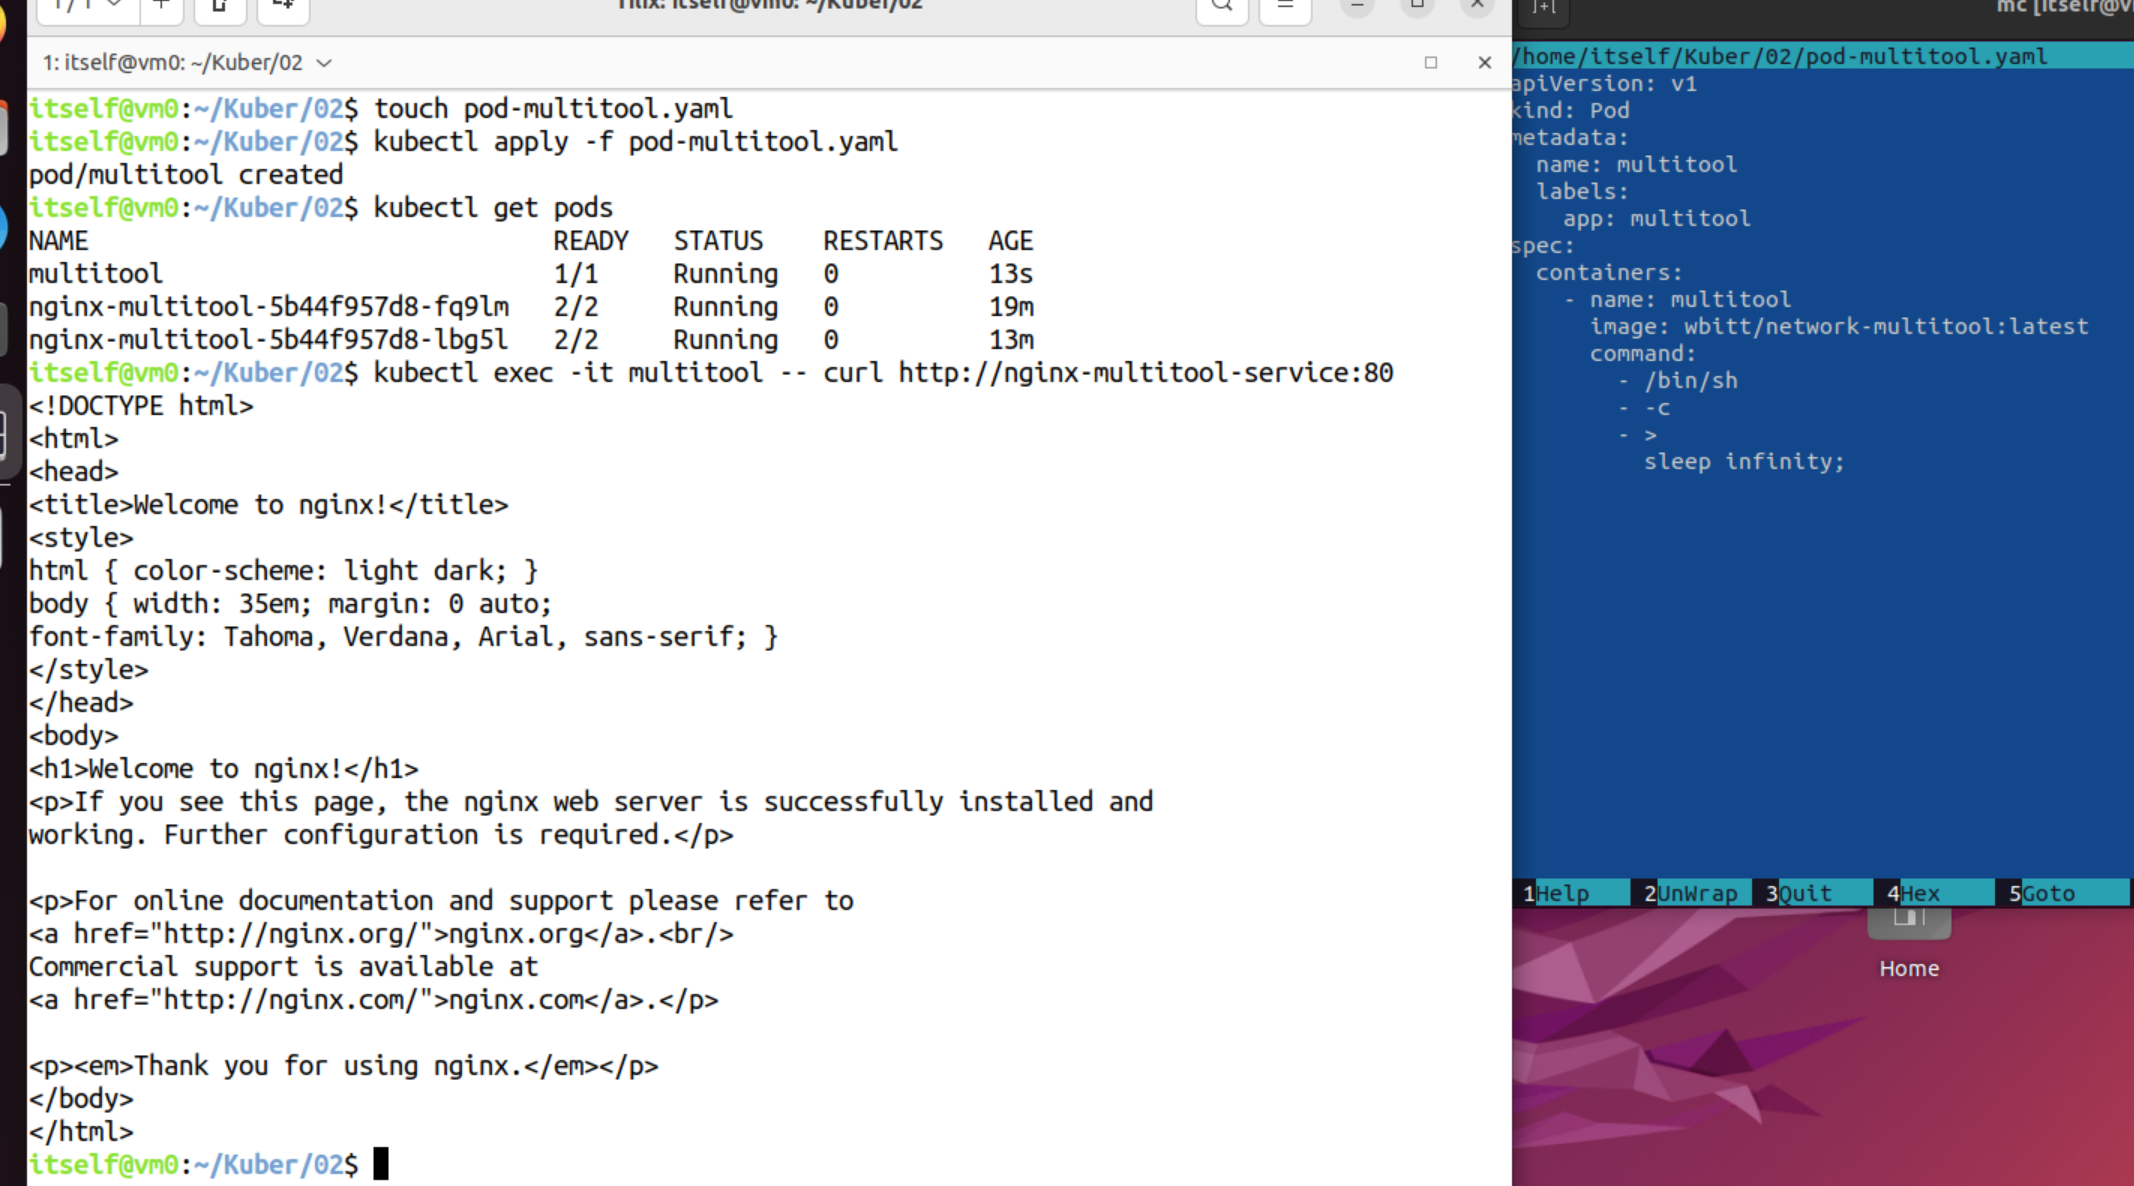 1 / 1
Tilix: itself@vm0: ~/Kuber/02
1: itself@vm0: ~/Kuber/02
itself@vm0:~/Kuber/02$ touch pod-multitool.yaml
itself@vm0:~/Kuber/02$ kubectl apply -f pod-multitool.yaml
pod/multitool created
itself@vm0:~/Kuber/02$ kubectl get pods
NAME READY STATUS RESTARTS AGE
multitool 1/1 Running 0 13s
nginx-multitool-5b44f957d8-fq9lm 2/2 Running 0 19m
nginx-multitool-5b44f957d8-lbg5l 2/2 Running 0 13m
itself@vm0:~/Kuber/02$ kubectl exec -it multitool -- curl http://nginx-multitool-service:80
<!DOCTYPE html>
<html>
<head>
<title>Welcome to nginx!</title>
<style>
html { color-scheme: light dark; }
body { width: 35em; margin: 0 auto;
font-family: Tahoma, Verdana, Arial, sans-serif; }
</style>
</head>
<body>
<h1>Welcome to nginx!</h1>
<p>If you see this page, the nginx web server is successfully installed and
working. Further configuration is required.</p>

<p>For online documentation and support please refer to
<a href="http://nginx.org/">nginx.org</a>.<br/>
Commercial support is available at
<a href="http://nginx.com/">nginx.com</a>.</p>

<p><em>Thank you for using nginx.</em></p>
</body>
</html>
itself@vm0:~/Kuber/02$
mc [itself@v
/home/itself/Kuber/02/pod-multitool.yaml
apiVersion: v1
kind: Pod
metadata:
  name: multitool
  labels:
    app: multitool
spec:
  containers:
    - name: multitool
      image: wbitt/network-multitool:latest
      command:
        - /bin/sh
        - -c
        - >
          sleep infinity;
1Help 2UnWrap 3Quit 4Hex 5Goto
Home